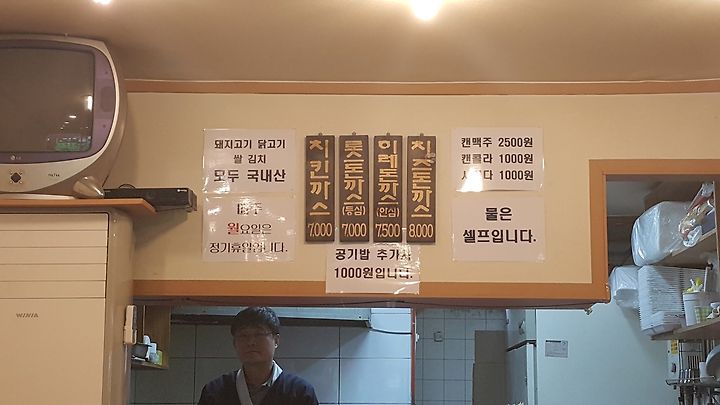 돼지고기 닭고기
쌀 김치
모두 국내산
월요일은
정기휴일입니다.
치킨까스
7,000
롯돈까스
(등심)
7,000
히레돈까스
(안심)
7,500
치즈돈까스
8,000
공기밥 추가시
1000원입니다.
캔맥주 2500원
캔콜라 1000원
1000원
물은
셀프입니다.
LG
WINIA